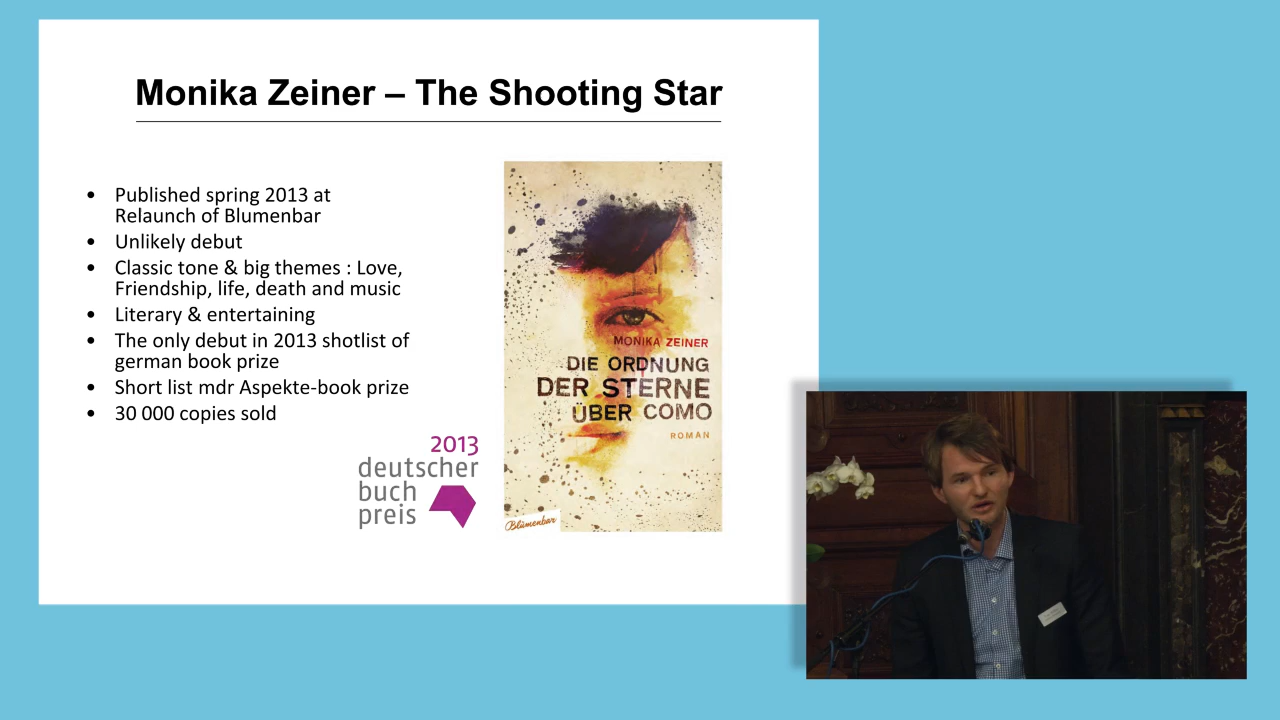 Monika Zeiner – The Shooting Star
• Published spring 2013 at
Relaunch of Blumenbar
• Unlikely debut
• Classic tone & big themes : Love,
Friendship, life, death and music
• Literary & entertaining
• The only debut in 2013 shotlist of
german book prize
• Short list mdr Aspekte-book prize
• 30 000 copies sold
2013
deutscher
buch
preis
MONIKA ZEINER
DIE ORDNUNG
DER STERNE
ÜBER COMO
ROMAN
Blumenbar